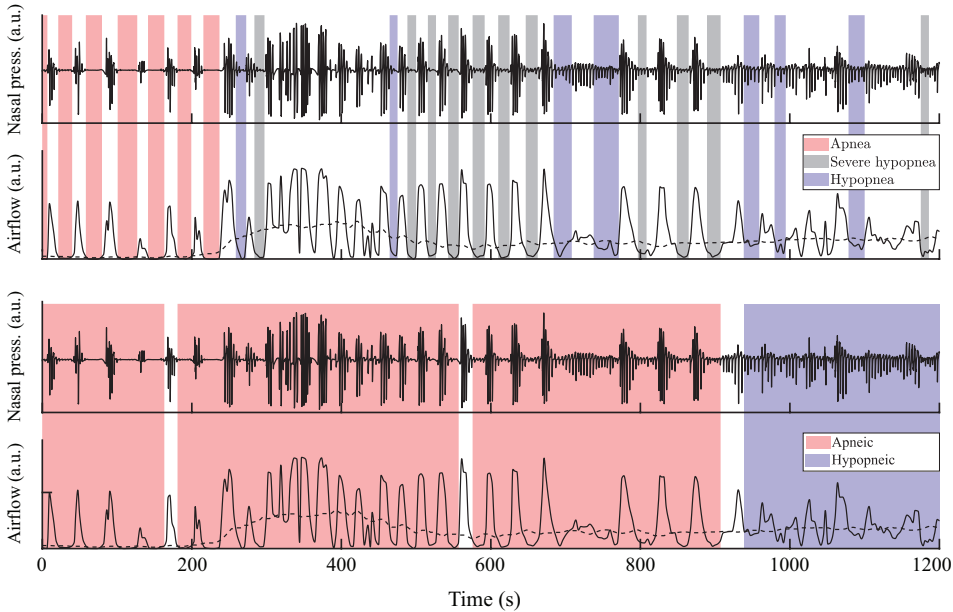 Nasal press. (a.u.)
Airflow (a.u.)
Apnea
Severe hypopnea
Hypopnea
Nasal press. (a.u.)
Airflow (a.u.)
Apneic
Hypopneic
0 200 400 600 800 1000 1200
Time (s)